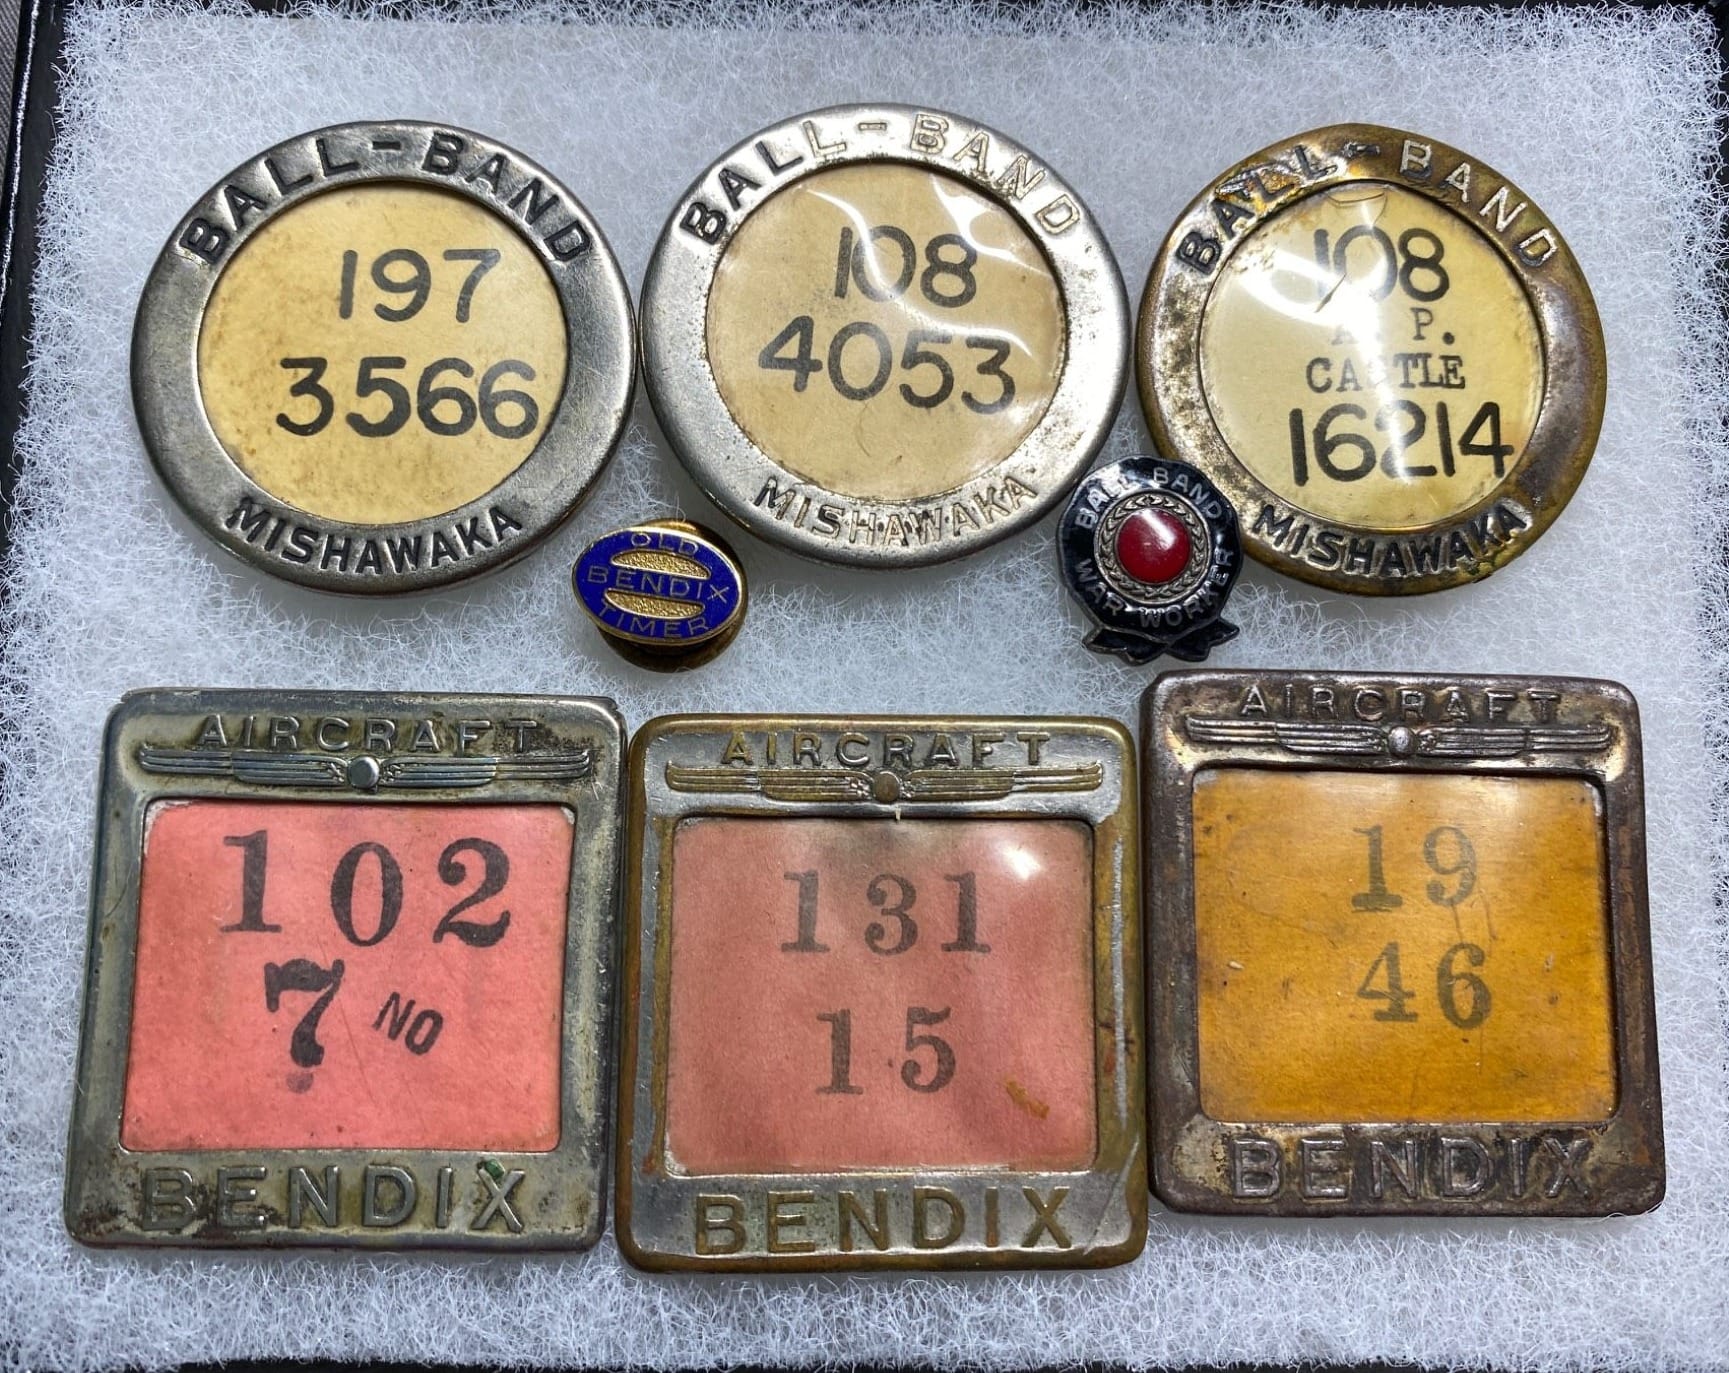 BALL-BAND
197
3566
MISHAWAKA
BALL-BAND
108
4053
MISHAWAKA
BALL-BAND
108
P.
CASTLE
16214
MISHAWAKA
OLD
BENDIX
TIMER
BALL BAND
WAR WORKER
AIRCRAFT
102
7 NO
BENDIX
AIRCRAFT
131
15
BENDIX
AIRCRAFT
19
46
BENDIX